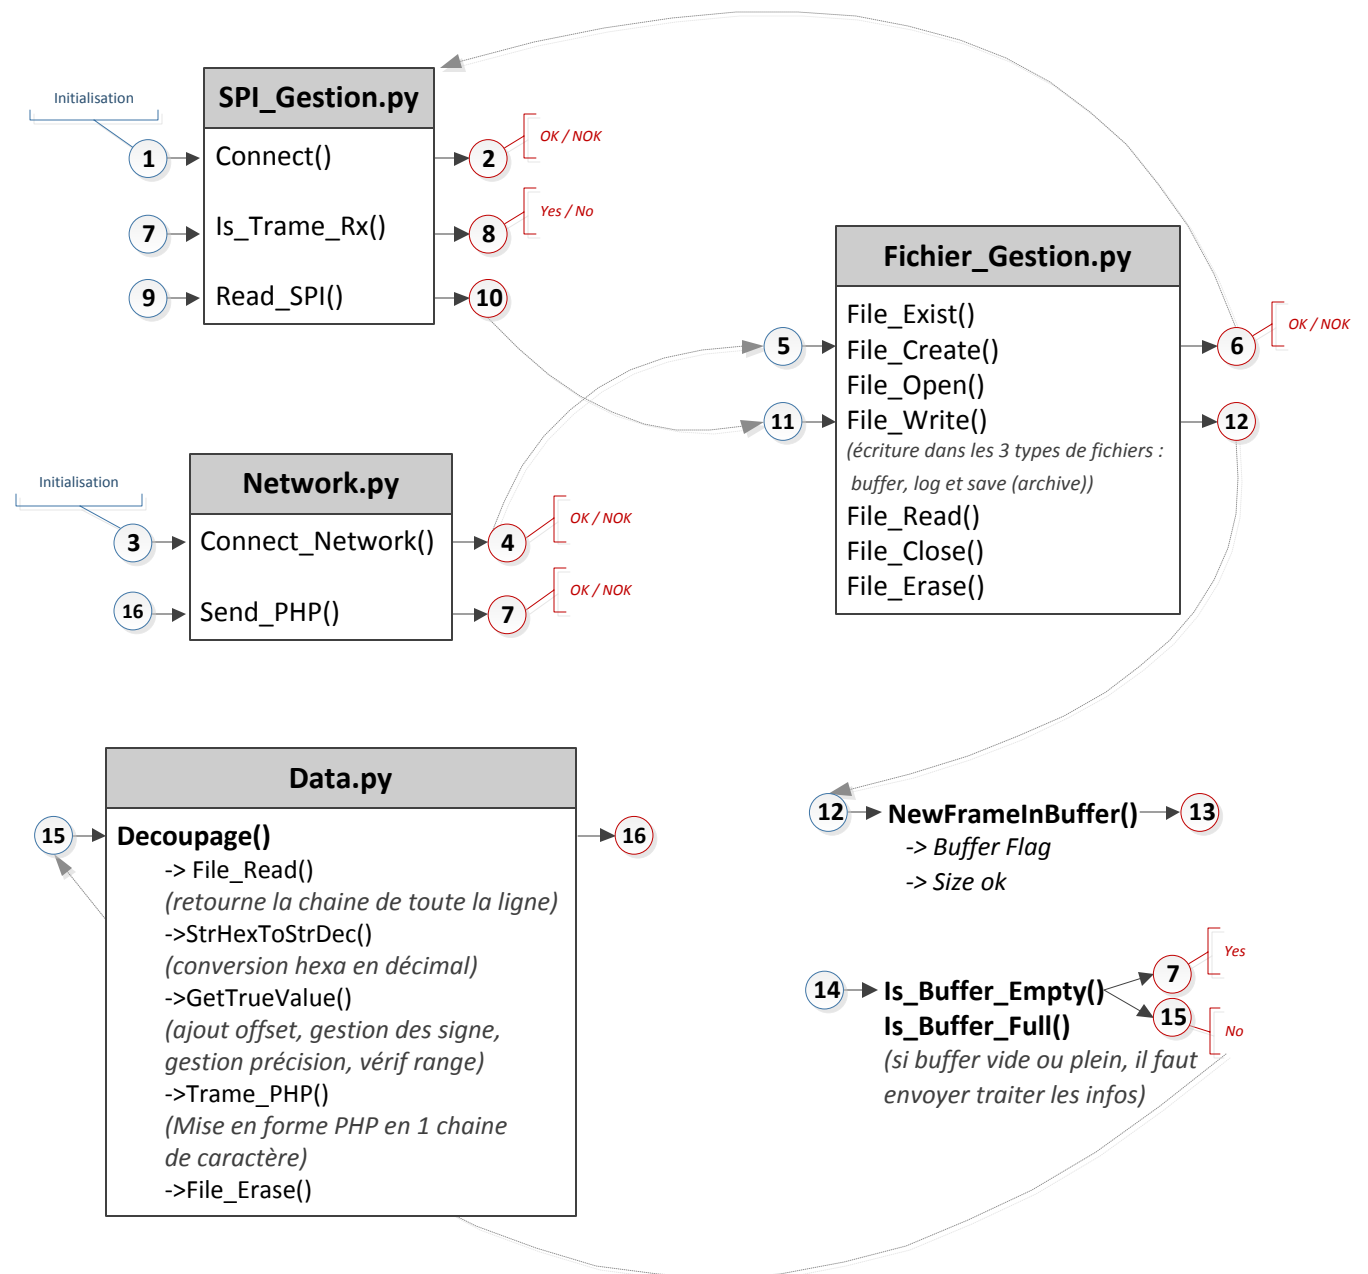 Initialisation
SPI_Gestion.py
1
Connect()
2
OK / NOK
7
Is_Trame_Rx()
8
Yes / No
9
Read_SPI()
10
Fichier_Gestion.py
File_Exist()
5
File_Create()
6
OK / NOK
File_Open()
11
File_Write()
12
(écriture dans les 3 types de fichiers :
buffer, log et save (archive))
File_Read()
File_Close()
File_Erase()
Initialisation
Network.py
3
Connect_Network()
4
OK / NOK
16
Send_PHP()
7
OK / NOK
Data.py
15
Decoupage()
16
-> File_Read()
(retourne la chaine de toute la ligne)
->StrHexToStrDec()
(conversion hexa en décimal)
->GetTrueValue()
(ajout offset, gestion des signe,
gestion précision, vérif range)
->Trame_PHP()
(Mise en forme PHP en 1 chaine
de caractère)
->File_Erase()
12
NewFrameInBuffer()
13
-> Buffer Flag
-> Size ok
14
Is_Buffer_Empty()
7
Yes
Is_Buffer_Full()
15
No
(si buffer vide ou plein, il faut
envoyer traiter les infos)